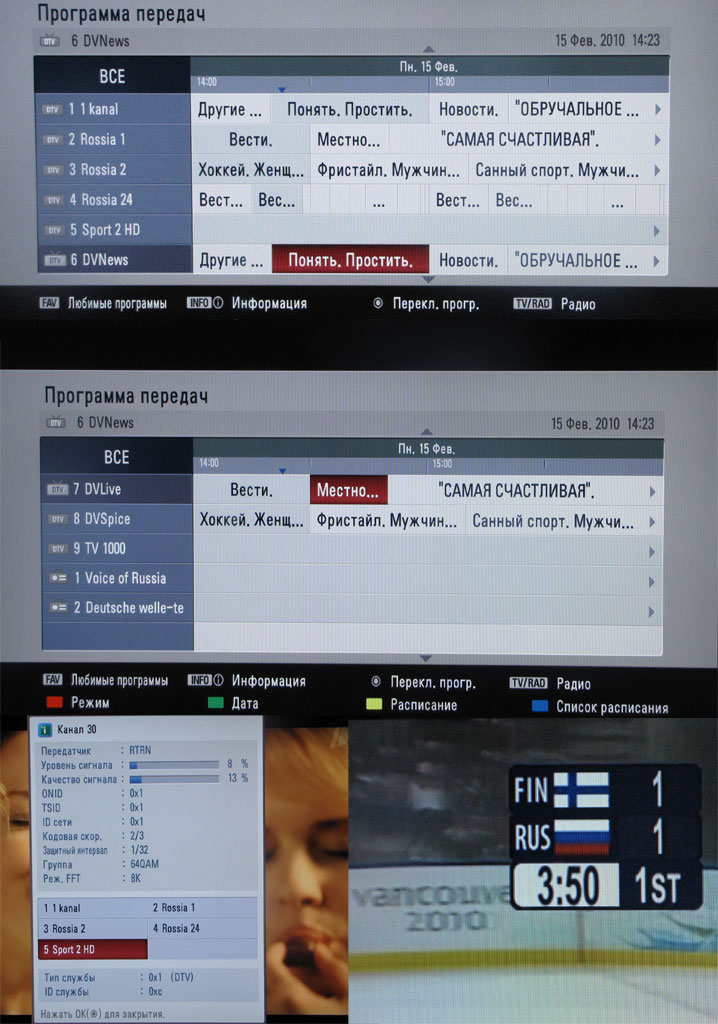 Программа передач
DTV 6 DVNews 15 Фев. 2010 14:23
ВСЕ Пн. 15 Фев.
14:00 15:00
DTV 1 1 kanal Другие ... Понять. Простить. Новости. "ОБРУЧАЛЬНОЕ ...
DTV 2 Rossia 1 Вести. Местно... "САМАЯ СЧАСТЛИВАЯ".
DTV 3 Rossia 2 Хоккей. Женщ... Фристайл. Мужчин... Санный спорт. Мужчи...
DTV 4 Rossia 24 Вест... Вес... ... Вест... Вес... ...
DTV 5 Sport 2 HD
DTV 6 DVNews Другие ... Понять. Простить. Новости. "ОБРУЧАЛЬНОЕ ...
FAV Любимые программы INFO i Информация Перекл. прогр. TV/RAD Радио
Программа передач
DTV 6 DVNews 15 Фев. 2010 14:23
ВСЕ Пн. 15 Фев.
14:00 15:00
DTV 7 DVLive Вести. Местно... "САМАЯ СЧАСТЛИВАЯ".
DTV 8 DVSpice Хоккей. Женщ... Фристайл. Мужчин... Санный спорт. Мужчи...
DTV 9 TV 1000
1 Voice of Russia
2 Deutsche welle-te
FAV Любимые программы INFO i Информация Перекл. прогр. TV/RAD Радио
Режим Дата Расписание Список расписания
i Канал 30
Передатчик : RTRN
Уровень сигнала : 8 %
Качество сигнала : 13 %
ONID : 0x1
TSID : 0x1
ID сети : 0x1
Кодовая скор. : 2/3
Защитный интервал : 1/32
Группа : 64QAM
Реж. FFT : 8K
1 1 kanal 2 Rossia 1
3 Rossia 2 4 Rossia 24
5 Sport 2 HD
Тип службы : 0x1 (DTV)
ID службы : 0xc
Нажать OK(◉) для закрытия.
FIN 1
RUS 1
3:50 1ST
vancouve
2010